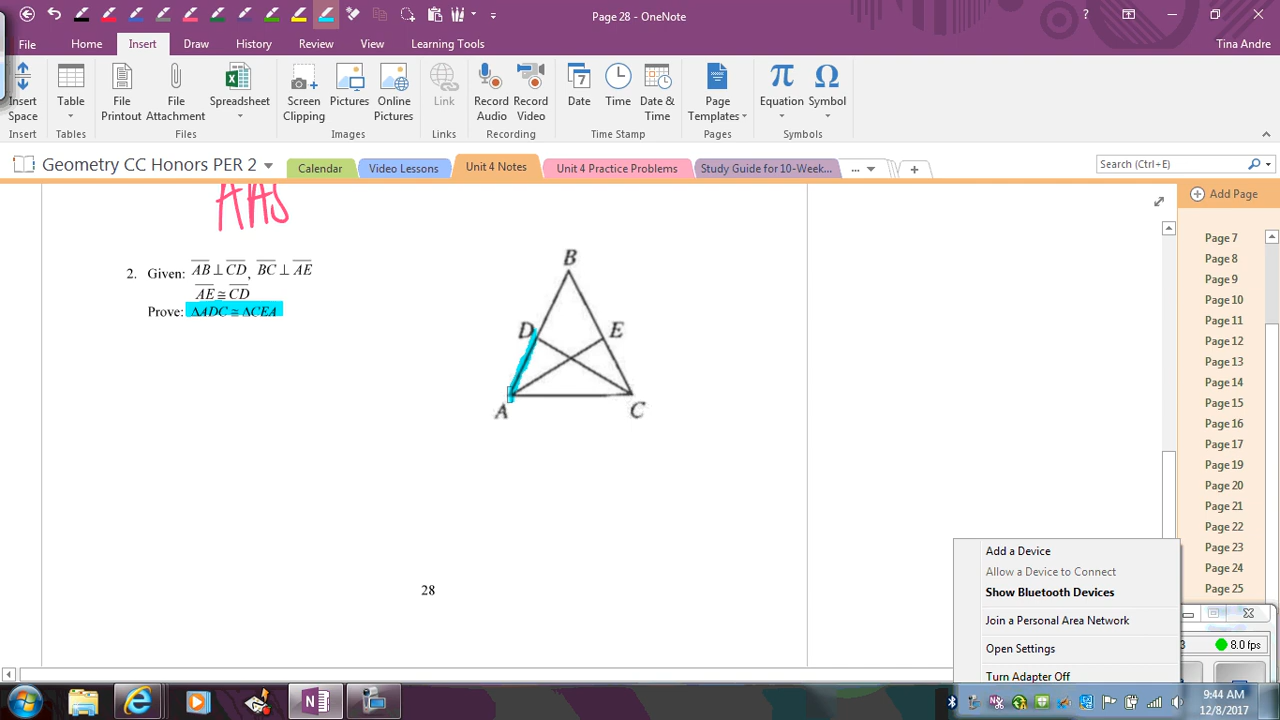 Page 28 - OneNote
?
File
Home
Insert
Draw
History
Review
View
Learning Tools
Tina Andre
Insert Space
Table
File Printout
File Attachment
Spreadsheet
Screen Clipping
Pictures
Online Pictures
Link
Record Audio
Record Video
Date
Time
Date & Time
Page Templates
Equation
Symbol
Insert
Tables
Files
Images
Links
Recording
Time Stamp
Pages
Symbols
Geometry CC Honors PER 2
Calendar
Video Lessons
Unit 4 Notes
Unit 4 Practice Problems
Study Guide for 10-Week...
...
Search (Ctrl+E)
Add Page
AAS
2. Given: AB ⊥ CD, BC ⊥ AE
AE ≅ CD
Prove: ΔADC ≅ ΔCEA
B
D
E
A
C
28
Page 7
Page 8
Page 9
Page 10
Page 11
Page 12
Page 13
Page 14
Page 15
Page 16
Page 17
Page 19
Page 20
Page 21
Page 22
Page 23
Page 24
Page 25
Add a Device
Allow a Device to Connect
Show Bluetooth Devices
Join a Personal Area Network
Open Settings
Turn Adapter Off
3
8.0 fps
9:44 AM
12/8/2017